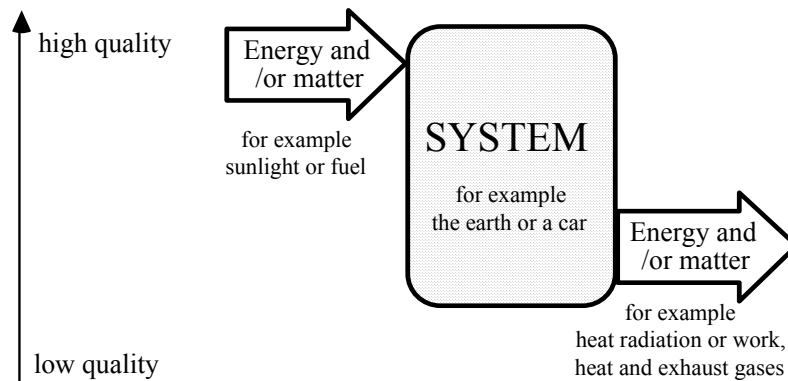 high quality
Energy and
/or matter
for example
sunlight or fuel
SYSTEM
for example
the earth or a car
Energy and
/or matter
for example
heat radiation or work,
heat and exhaust gases
low quality